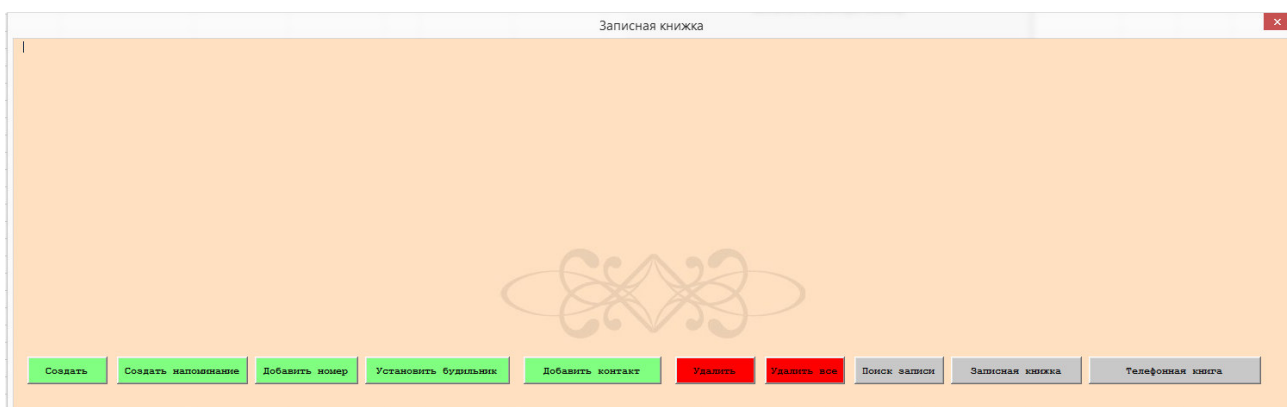 Записная книжка
Создать Создать напоминание Добавить номер Установить будильник Добавить контакт Удалить Удалить все Поиск записи Записная книжка Телефонная книга